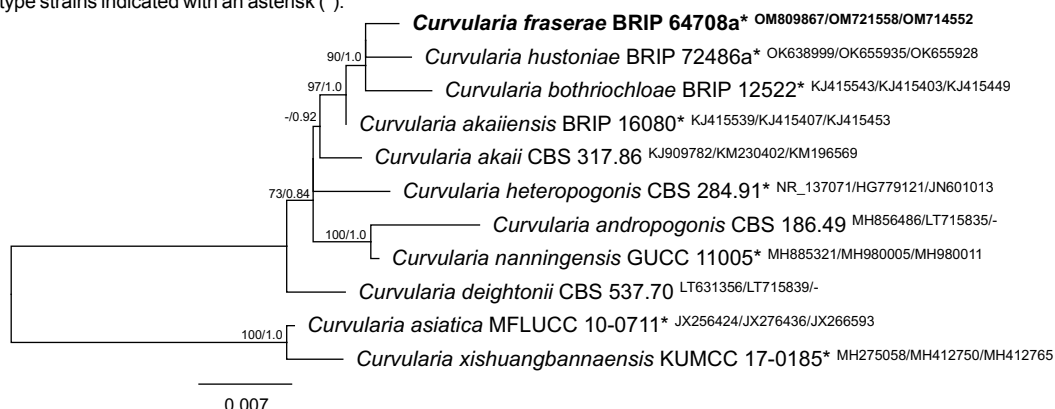 type strains indicated with an asterisk (*).
Curvularia fraserae BRIP 64708a* OM809867/OM721558/OM714552
90/1.0
Curvularia hustoniae BRIP 72486a* OK638999/OK655935/OK655928
97/1.0
Curvularia bothriochloae BRIP 12522* KJ415543/KJ415403/KJ415449
-/0.92
Curvularia akaiiensis BRIP 16080* KJ415539/KJ415407/KJ415453
Curvularia akaii CBS 317.86 KJ909782/KM230402/KM196569
73/0.84
Curvularia heteropogonis CBS 284.91* NR_137071/HG779121/JN601013
Curvularia andropogonis CBS 186.49 MH856486/LT715835/-
100/1.0
Curvularia nanningensis GUCC 11005* MH885321/MH980005/MH980011
Curvularia deightonii CBS 537.70 LT631356/LT715839/-
Curvularia asiatica MFLUCC 10-0711* JX256424/JX276436/JX266593
100/1.0
Curvularia xishuangbannaensis KUMCC 17-0185* MH275058/MH412750/MH412765
0.007